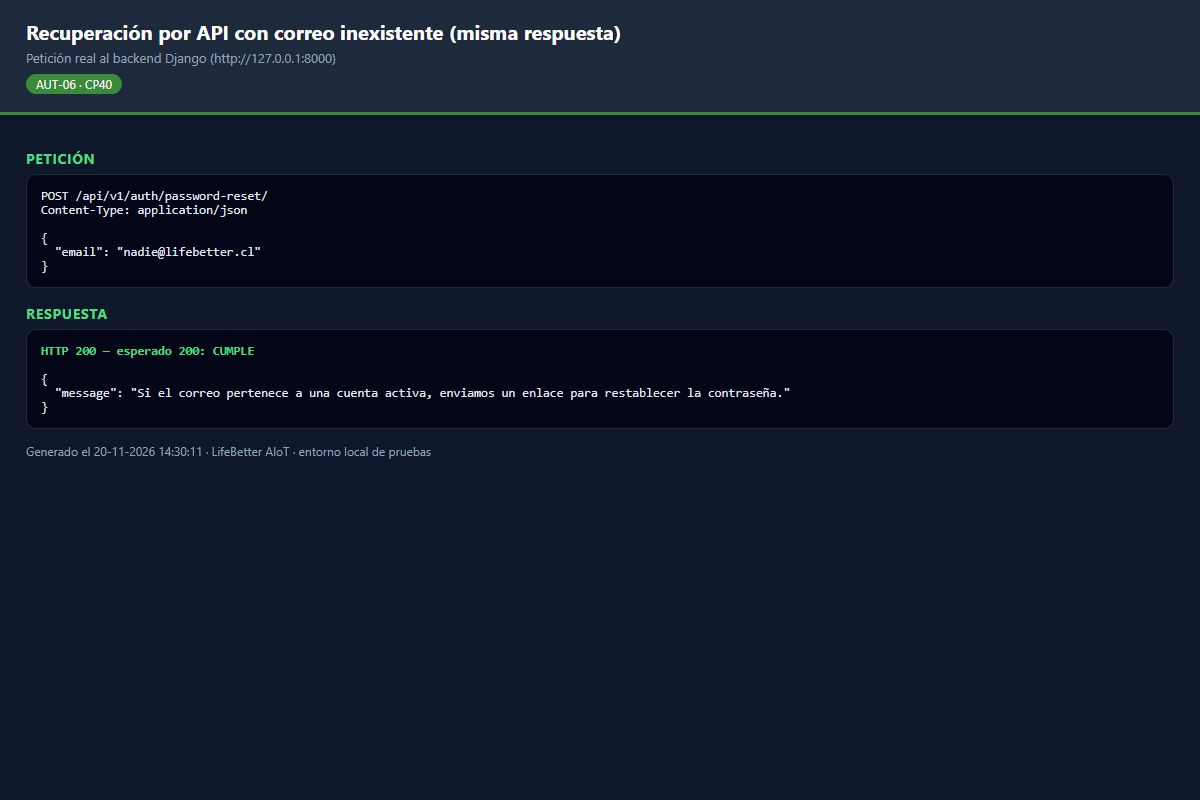 Recuperación por API con correo inexistente (misma respuesta)
Petición real al backend Django (http://127.0.0.1:8000)
AUT-06 · CP40
PETICIÓN
POST /api/v1/auth/password-reset/
Content-Type: application/json
{
  "email": "nadie@lifebetter.cl"
}
RESPUESTA
HTTP 200 — esperado 200: CUMPLE
{
  "message": "Si el correo pertenece a una cuenta activa, enviamos un enlace para restablecer la contraseña."
}
Generado el 20-11-2026 14:30:11 · LifeBetter AIoT · entorno local de pruebas